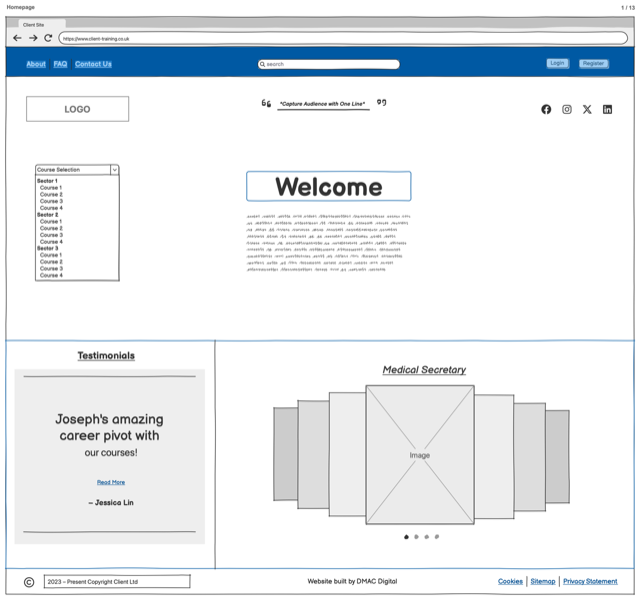 Homepage
1 / 13
Client Site
https://www.client-training.co.uk
About FAQ Contact Us
search
Login Register
LOGO
“ "Capture Audience with One Line" ”
Course Selection
Sector 1
Course 1
Course 2
Course 3
Course 4
Sector 2
Course 1
Course 2
Course 3
Course 4
Sector 3
Course 1
Course 2
Course 3
Course 4
Welcome
Testimonials
Joseph's amazing
career pivot with
our courses!
Read More
– Jessica Lin
Medical Secretary
Image
© 2023 – Present Copyright Client Ltd
Website built by DMAC Digital
Cookies Sitemap Privacy Statement